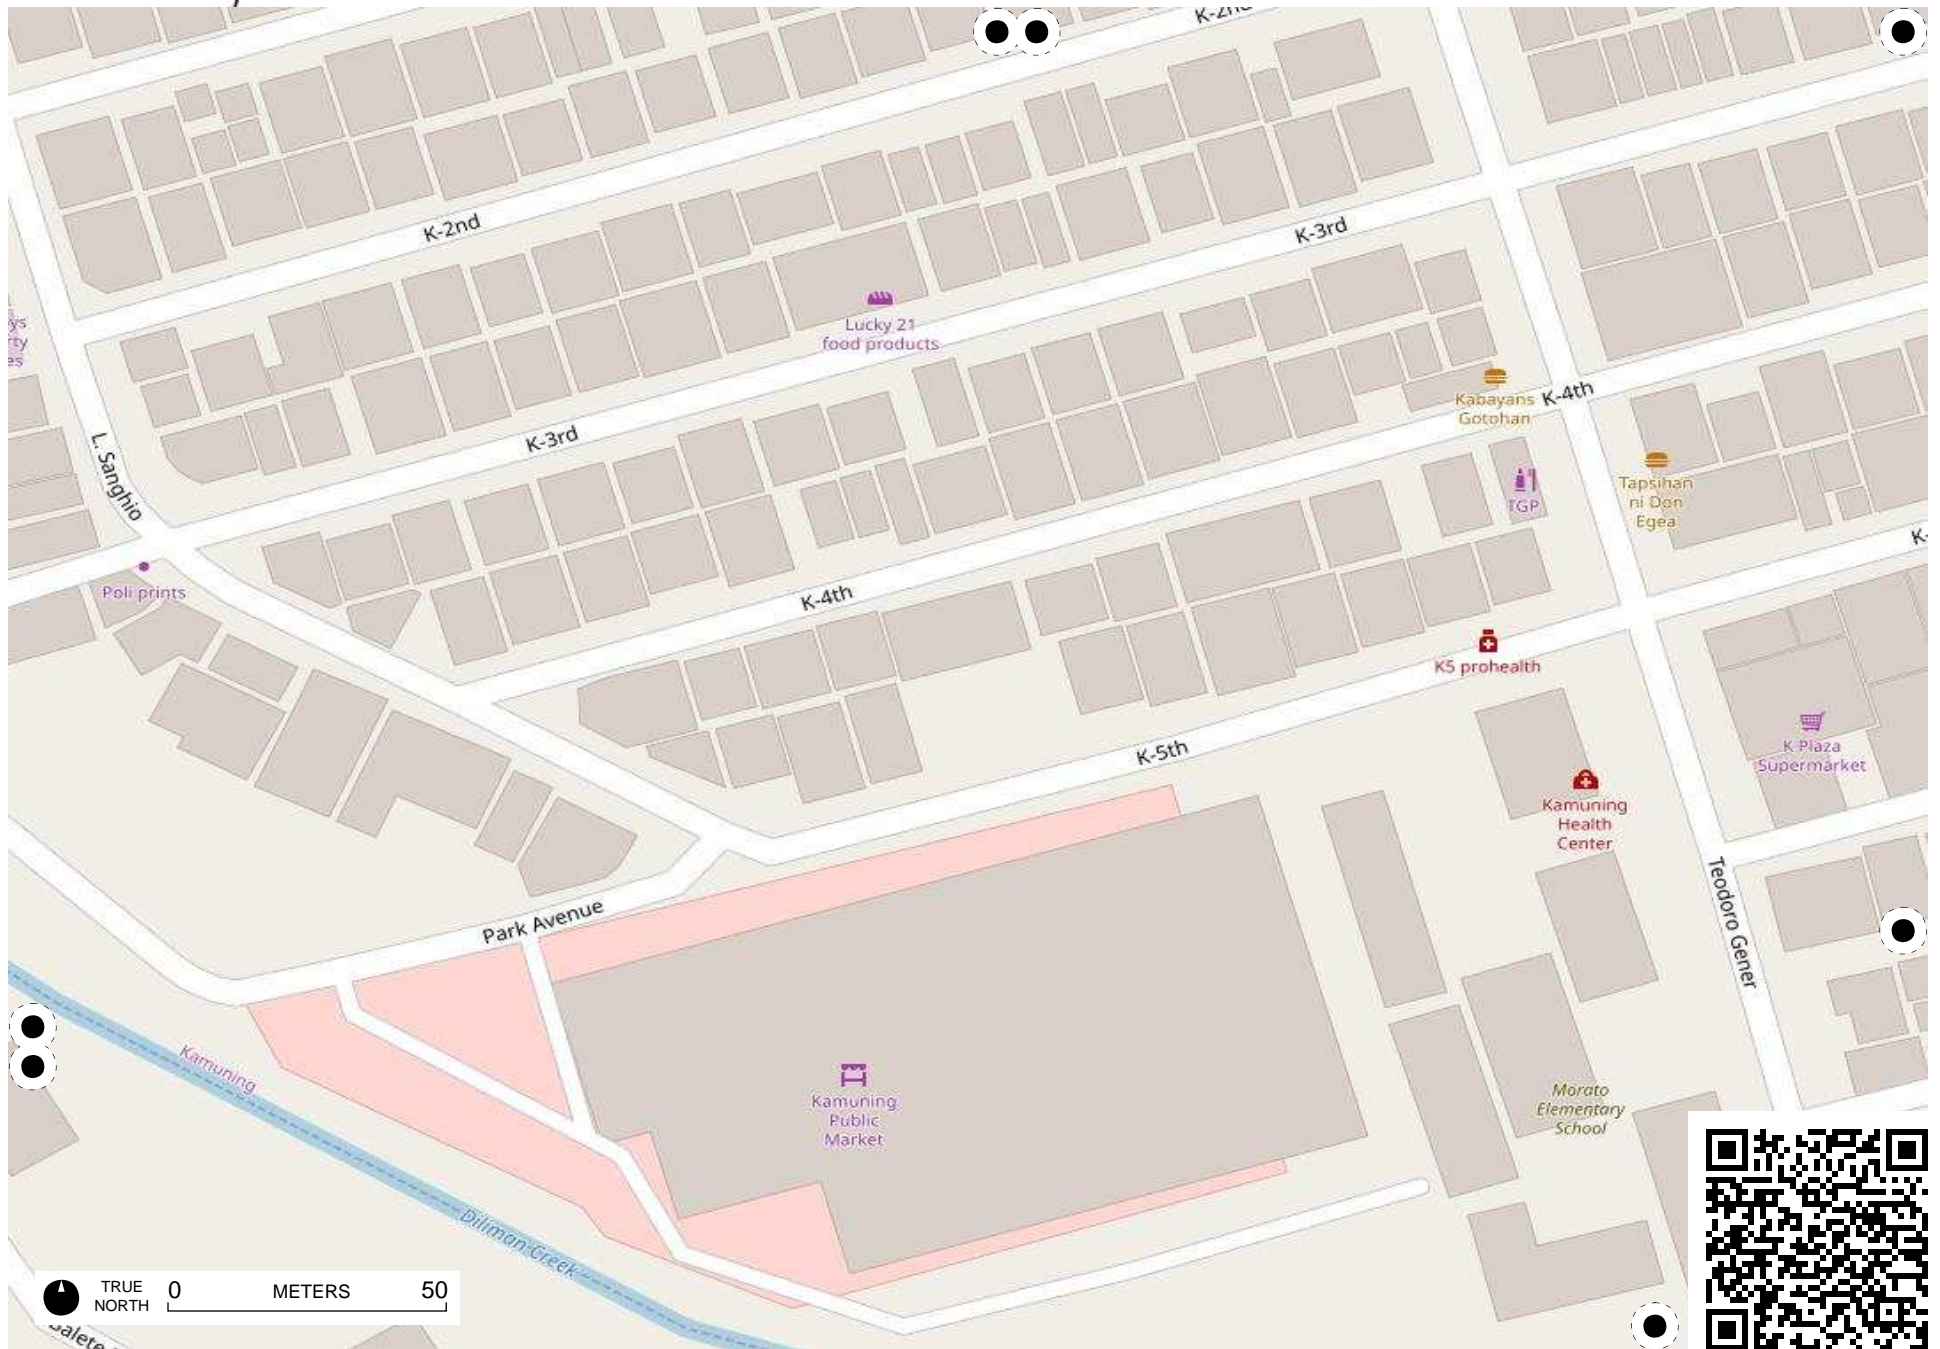 K-2nd
K-2nd
K-3rd
Lucky 21
food products
Kabayans
Gotohan
K-4th
L. Sanghio
K-3rd
Tapsihan
ni Don
Egea
TGP
Poli prints
K-4th
K5 prohealth
K-5th
K Plaza
Supermarket
Kamuning
Health
Center
Park Avenue
Teodoro Gener
Kamuning
Kamuning
Public
Market
Morato
Elementary
School
Diliman Creek
TRUE
NORTH
0 METERS 50